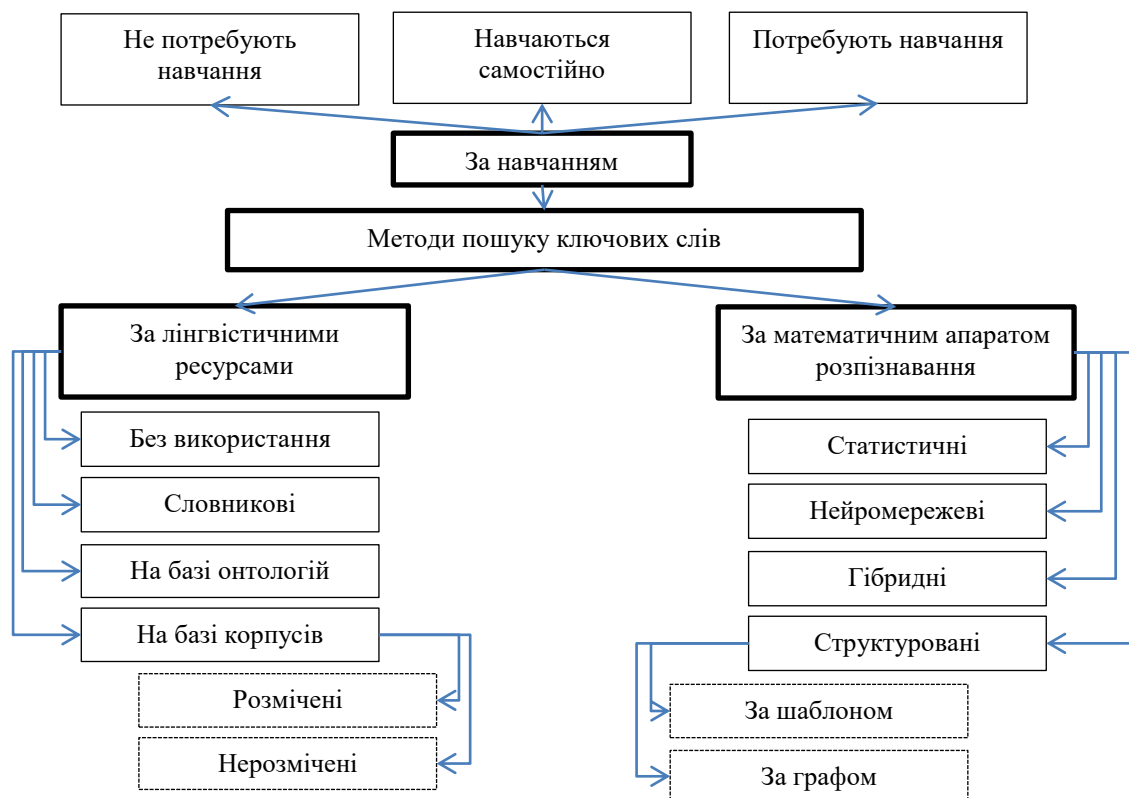 Не потребують
навчання
Навчаються
самостійно
Потребують навчання
За навчанням
Методи пошуку ключових слів
За лінгвістичними
ресурсами
Без використання
Словникові
На базі онтологій
На базі корпусів
Розмічені
Нерозмічені
За математичним апаратом
розпізнавання
Статистичні
Нейромережеві
Гібридні
Структуровані
За шаблоном
За графом